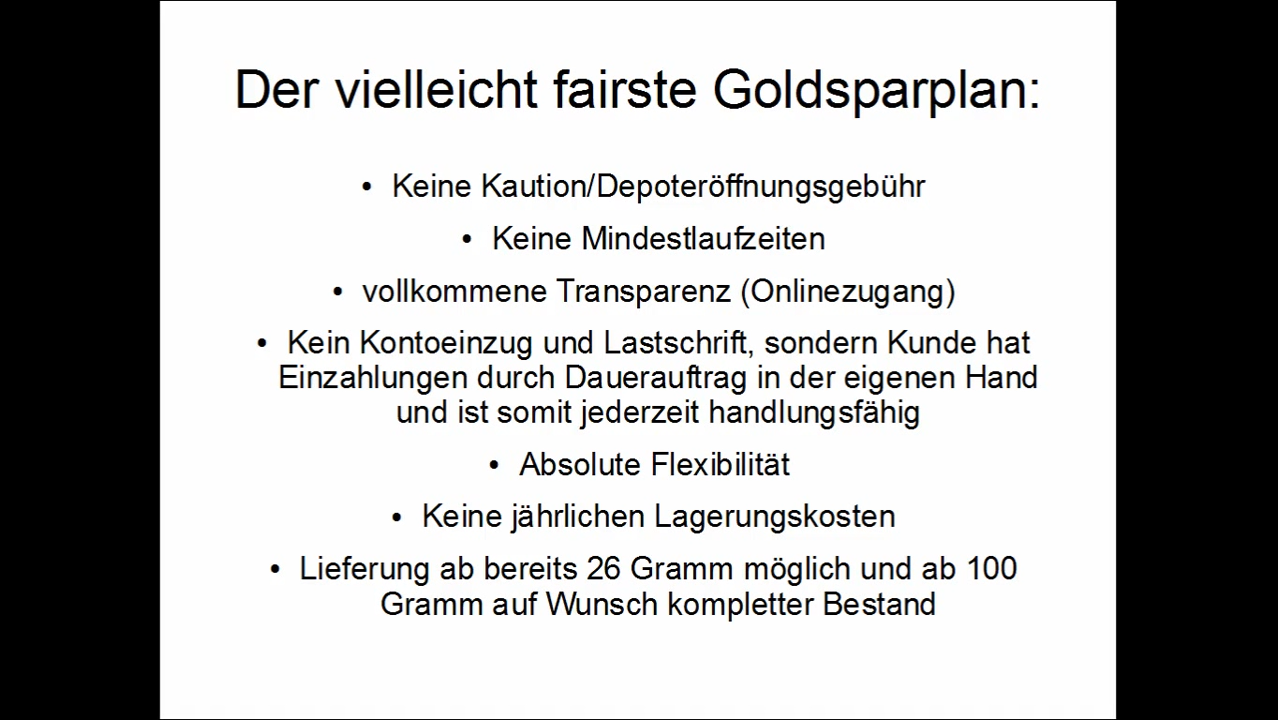 Der vielleicht fairste Goldsparplan:
• Keine Kaution/Depoteröffnungsgebühr
• Keine Mindestlaufzeiten
• vollkommene Transparenz (Onlinezugang)
• Kein Kontoeinzug und Lastschrift, sondern Kunde hat
Einzahlungen durch Dauerauftrag in der eigenen Hand
und ist somit jederzeit handlungsfähig
• Absolute Flexibilität
• Keine jährlichen Lagerungskosten
• Lieferung ab bereits 26 Gramm möglich und ab 100
Gramm auf Wunsch kompletter Bestand